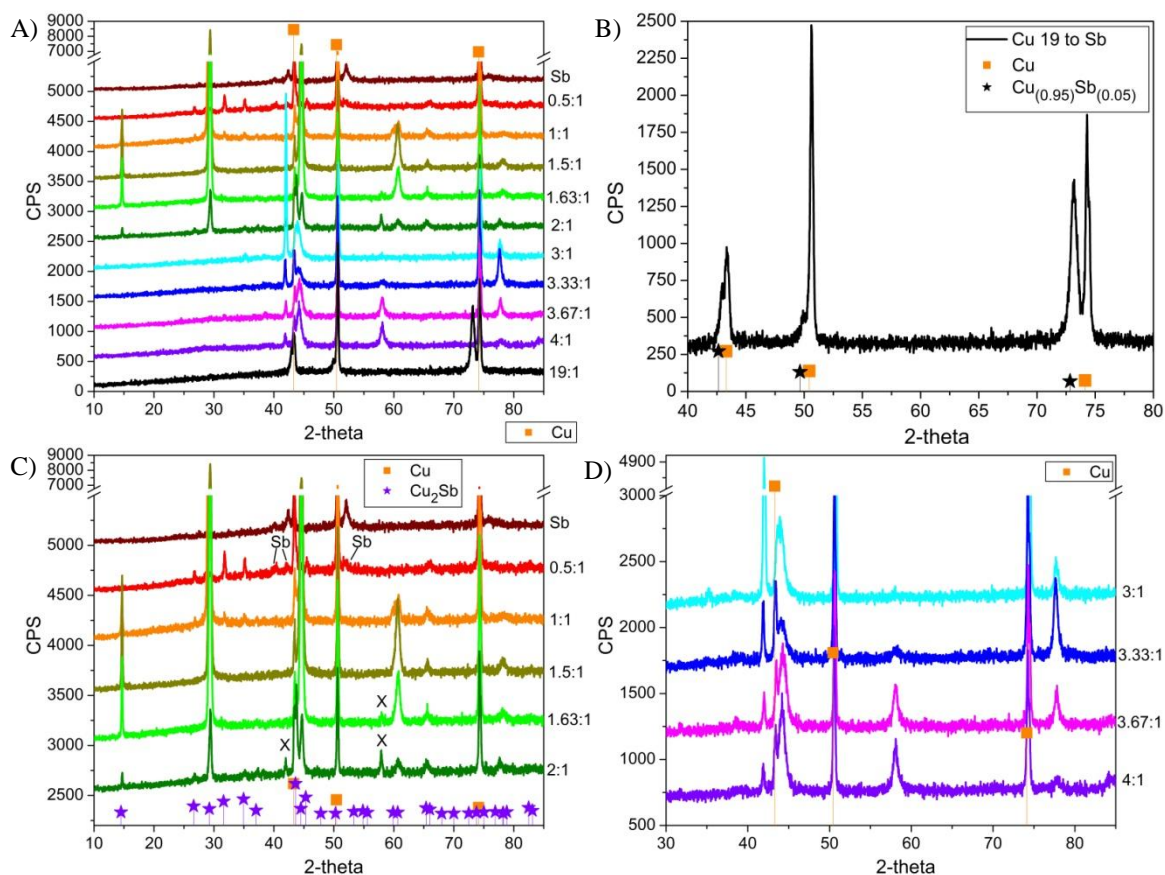 A)
9000
8000
7000
5000
4500
4000
3500
3000
2500
2000
1500
1000
500
0
CPS
Sb
0.5:1
1:1
1.5:1
1.63:1
2:1
3:1
3.33:1
3.67:1
4:1
19:1
10 20 30 40 50 60 70 80
2-theta
Cu
B)
2500
2250
2000
1750
1500
1250
1000
750
500
250
0
CPS
Cu 19 to Sb
Cu
Cu(0.95)Sb(0.05)
40 45 50 55 60 65 70 75 80
2-theta
C)
9000
8000
7000
5000
4500
4000
3500
3000
2500
CPS
Cu
Cu2Sb
Sb
Sb
Sb
0.5:1
1:1
1.5:1
X
1.63:1
X
X
2:1
10 20 30 40 50 60 70 80
2-theta
D)
4900
3000
2500
2000
1500
1000
500
CPS
Cu
3:1
3.33:1
3.67:1
4:1
30 40 50 60 70 80
2-theta